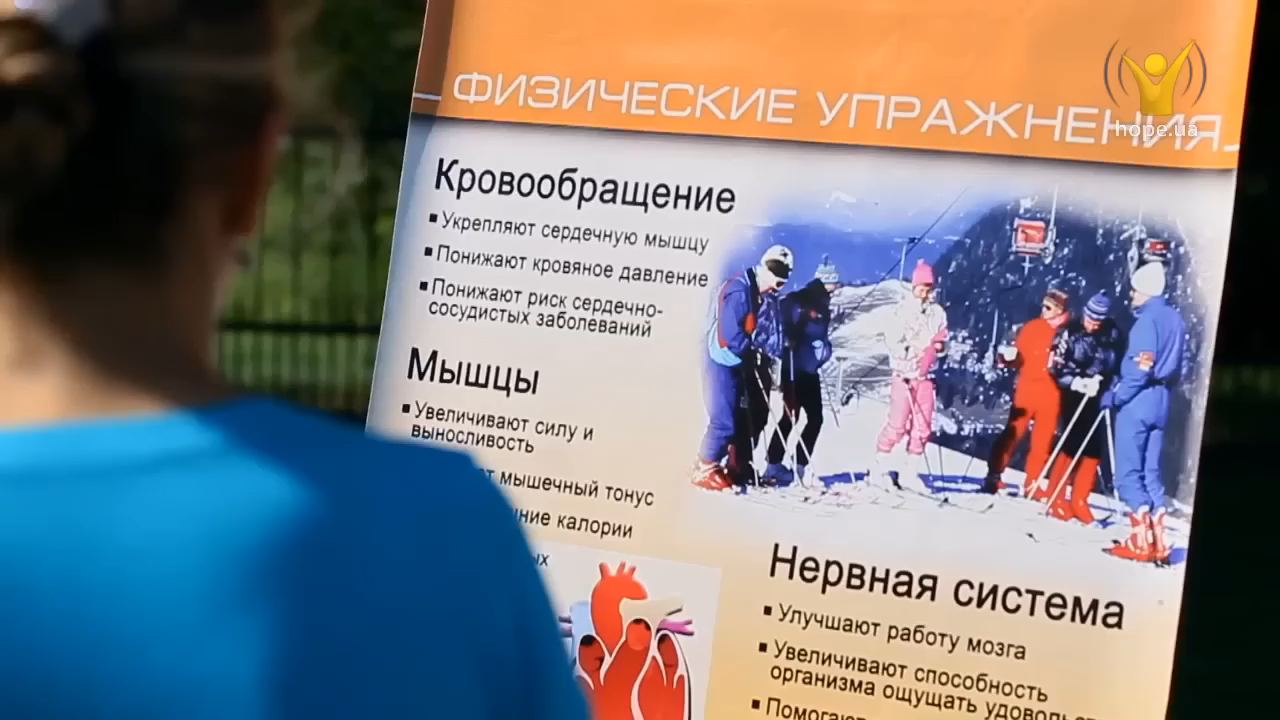 ФИЗИЧЕСКИЕ УПРАЖНЕНИЯ
hope.ua
Кровообращение
▪ Укрепляют сердечную мышцу
▪ Понижают кровяное давление
▪ Понижают риск сердечно-
сосудистых заболеваний
Мышцы
▪ Увеличивают силу и
выносливость
мышечный тонус
калории
Нервная система
▪ Улучшают работу мозга
▪ Увеличивают способность
организма ощущать